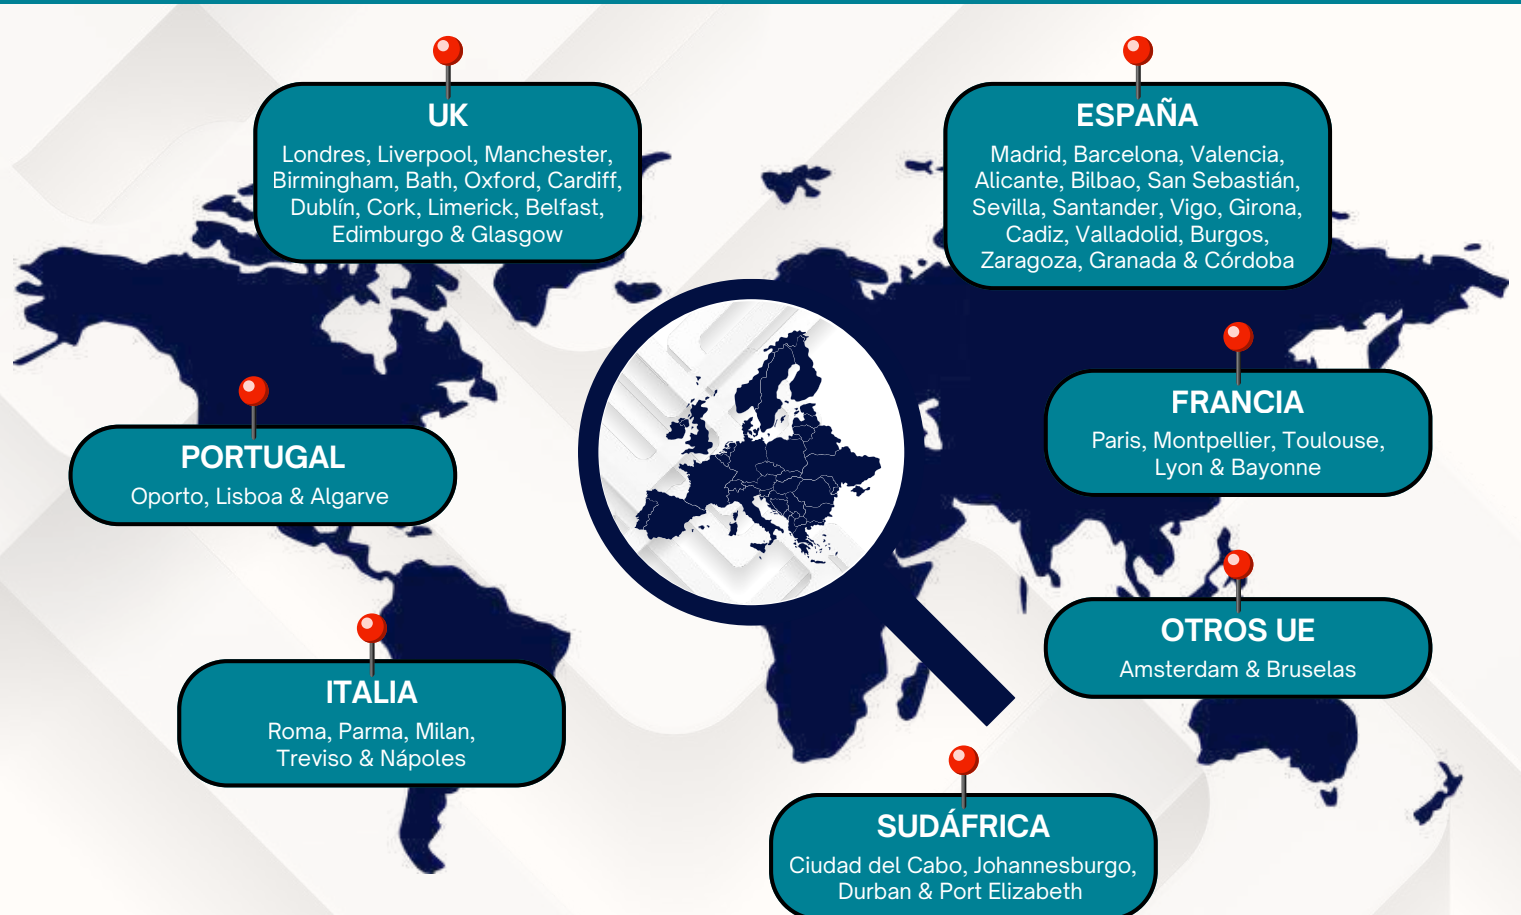 UK
Londres, Liverpool, Manchester,
Birmingham, Bath, Oxford, Cardiff,
Dublín, Cork, Limerick, Belfast,
Edimburgo & Glasgow
ESPAÑA
Madrid, Barcelona, Valencia,
Alicante, Bilbao, San Sebastián,
Sevilla, Santander, Vigo, Girona,
Cadiz, Valladolid, Burgos,
Zaragoza, Granada & Córdoba
FRANCIA
Paris, Montpellier, Toulouse,
Lyon & Bayonne
PORTUGAL
Oporto, Lisboa & Algarve
OTROS UE
Amsterdam & Bruselas
ITALIA
Roma, Parma, Milan,
Treviso & Nápoles
SUDÁFRICA
Ciudad del Cabo, Johannesburgo,
Durban & Port Elizabeth